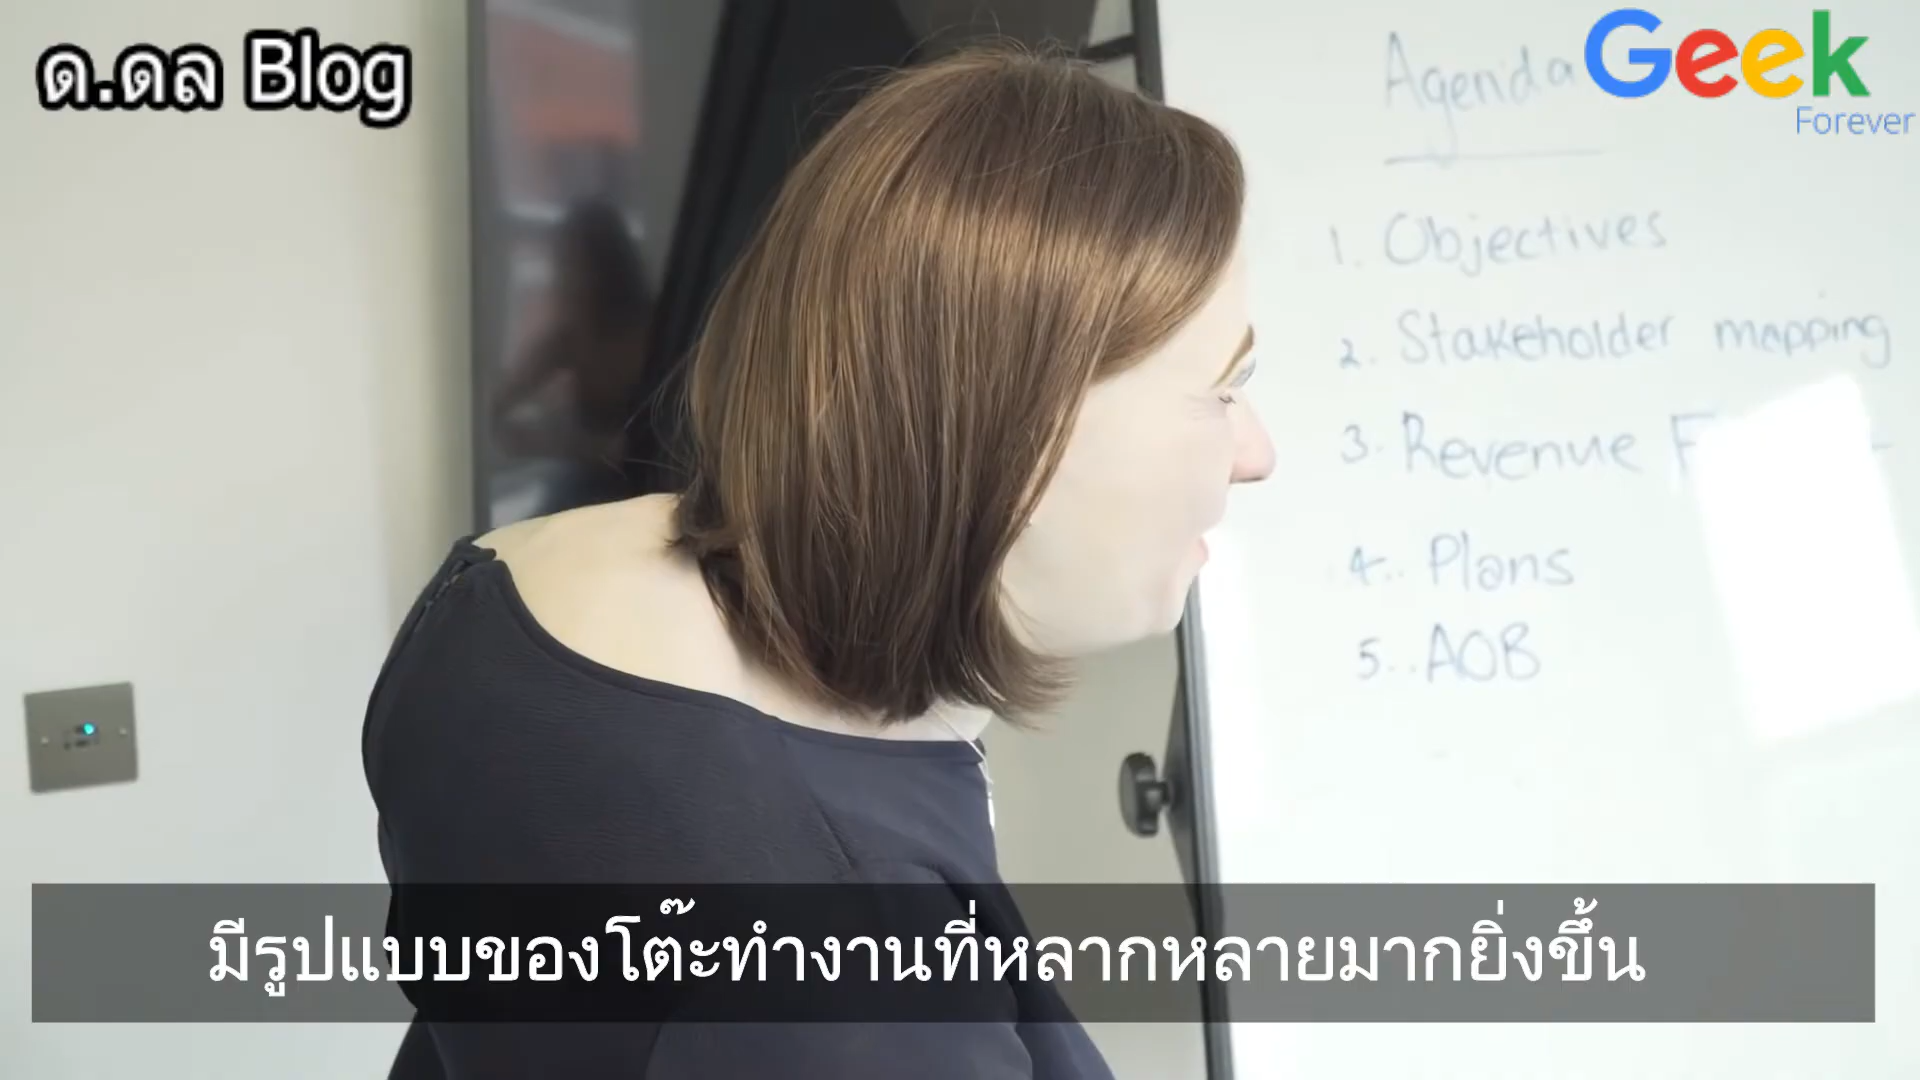 ด.ดล Blog
Geek
Forever
Agenda
1. Objectives
2. Stakeholder mapping
3. Revenue
4.. Plans
5.. AOB
มีรูปแบบของโต๊ะทำงานที่หลากหลายมากยิ่งขึ้น